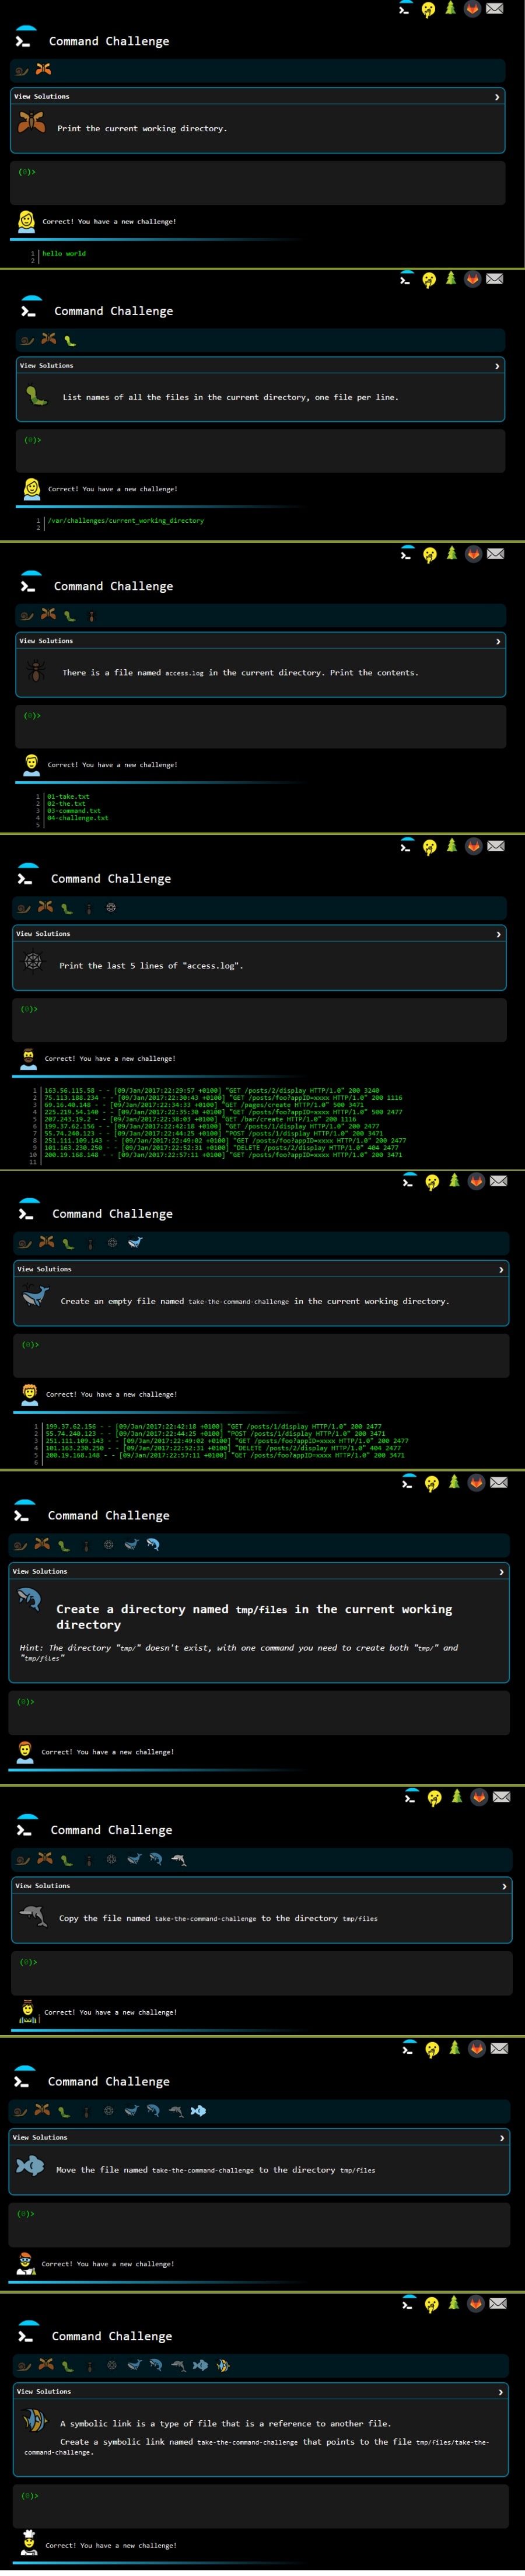 Command Challenge
View Solutions
Print the current working directory.
(0)>
Correct! You have a new challenge!
1 hello world
2
Command Challenge
View Solutions
List names of all the files in the current directory, one file per line.
(0)>
Correct! You have a new challenge!
1 /var/challenges/current_working_directory
2
Command Challenge
View Solutions
There is a file named access.log in the current directory. Print the contents.
(0)>
Correct! You have a new challenge!
1 01-take.txt
2 02-the.txt
3 03-command.txt
4 04-challenge.txt
5
Command Challenge
View Solutions
Print the last 5 lines of "access.log".
(0)>
Correct! You have a new challenge!
1 163.56.115.58 - - [09/Jan/2017:22:29:57 +0100] "GET /posts/2/display HTTP/1.0" 200 3240
2 75.113.188.234 - - [09/Jan/2017:22:30:43 +0100] "GET /posts/foo?appID=xxxx HTTP/1.0" 200 1116
3 69.16.40.148 - - [09/Jan/2017:22:34:33 +0100] "GET /pages/create HTTP/1.0" 500 3471
4 225.219.54.140 - - [09/Jan/2017:22:35:30 +0100] "GET /posts/foo?appID=xxxx HTTP/1.0" 500 2477
5 207.243.19.2 - - [09/Jan/2017:22:38:03 +0100] "GET /bar/create HTTP/1.0" 200 1116
6 199.37.62.156 - - [09/Jan/2017:22:42:18 +0100] "GET /posts/1/display HTTP/1.0" 200 2477
7 55.74.240.123 - - [09/Jan/2017:22:44:25 +0100] "POST /posts/1/display HTTP/1.0" 200 3471
8 251.111.109.143 - - [09/Jan/2017:22:49:02 +0100] "GET /posts/foo?appID=xxxx HTTP/1.0" 200 2477
9 101.163.230.250 - - [09/Jan/2017:22:52:31 +0100] "DELETE /posts/2/display HTTP/1.0" 404 2477
10 200.19.168.148 - - [09/Jan/2017:22:57:11 +0100] "GET /posts/foo?appID=xxxx HTTP/1.0" 200 3471
11
Command Challenge
View Solutions
Create an empty file named take-the-command-challenge in the current working directory.
(0)>
Correct! You have a new challenge!
1 199.37.62.156 - - [09/Jan/2017:22:42:18 +0100] "GET /posts/1/display HTTP/1.0" 200 2477
2 55.74.240.123 - - [09/Jan/2017:22:44:25 +0100] "POST /posts/1/display HTTP/1.0" 200 3471
3 251.111.109.143 - - [09/Jan/2017:22:49:02 +0100] "GET /posts/foo?appID=xxxx HTTP/1.0" 200 2477
4 101.163.230.250 - - [09/Jan/2017:22:52:31 +0100] "DELETE /posts/2/display HTTP/1.0" 404 2477
5 200.19.168.148 - - [09/Jan/2017:22:57:11 +0100] "GET /posts/foo?appID=xxxx HTTP/1.0" 200 3471
6
Command Challenge
View Solutions
Create a directory named tmp/files in the current working
directory
Hint: The directory "tmp/" doesn't exist, with one command you need to create both "tmp/" and
"tmp/files"
(0)>
Correct! You have a new challenge!
Command Challenge
View Solutions
Copy the file named take-the-command-challenge to the directory tmp/files
(0)>
Correct! You have a new challenge!
Command Challenge
View Solutions
Move the file named take-the-command-challenge to the directory tmp/files
(0)>
Correct! You have a new challenge!
Command Challenge
View Solutions
A symbolic link is a type of file that is a reference to another file.
Create a symbolic link named take-the-command-challenge that points to the file tmp/files/take-the-
command-challenge.
(0)>
Correct! You have a new challenge!